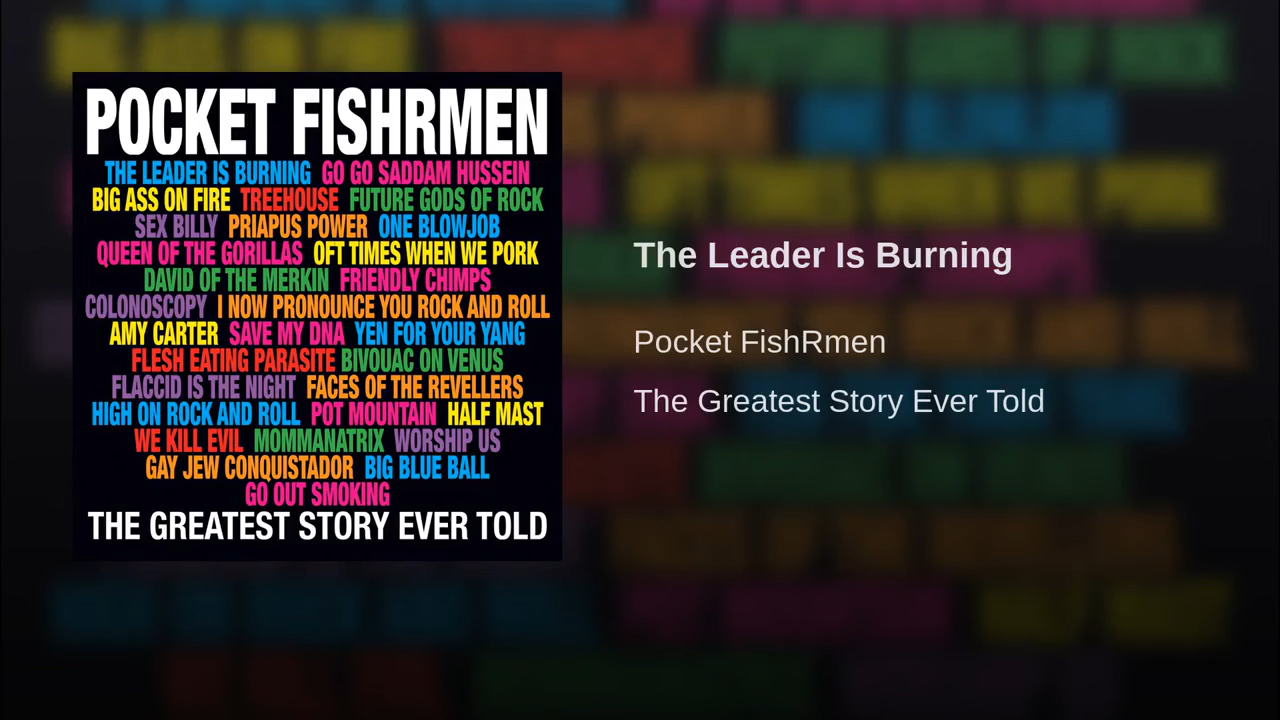 POCKET FISHRMEN
THE LEADER IS BURNING GO GO SADDAM HUSSEIN
BIG ASS ON FIRE TREEHOUSE FUTURE GODS OF ROCK
SEX BILLY PRIAPUS POWER ONE BLOWJOB
QUEEN OF THE GORILLAS OFT TIMES WHEN WE PORK
DAVID OF THE MERKIN FRIENDLY CHIMPS
COLONOSCOPY I NOW PRONOUNCE YOU ROCK AND ROLL
AMY CARTER SAVE MY DNA YEN FOR YOUR YANG
FLESH EATING PARASITE BIVOUAC ON VENUS
FLACCID IS THE NIGHT FACES OF THE REVELLERS
HIGH ON ROCK AND ROLL POT MOUNTAIN HALF MAST
WE KILL EVIL MOMMANATRIX WORSHIP US
GAY JEW CONQUISTADOR BIG BLUE BALL
GO OUT SMOKING
THE GREATEST STORY EVER TOLD
The Leader Is Burning
Pocket FishRmen
The Greatest Story Ever Told